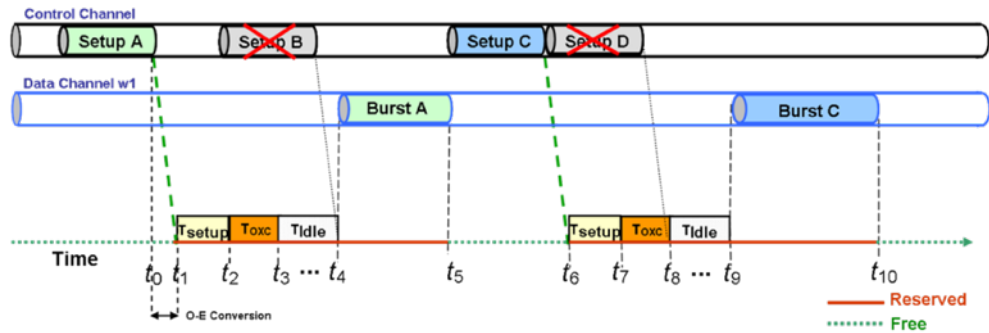 Control Channel
Setup A Setup B Setup C Setup D
Data Channel w1
Burst A Burst C
Tsetup Toxc TIdle Tsetup Toxc TIdle
Time
t0 t1 t2 t3 ... t4 t5 t6 t7 t8 ... t9 t10
O-E Conversion
Reserved
Free